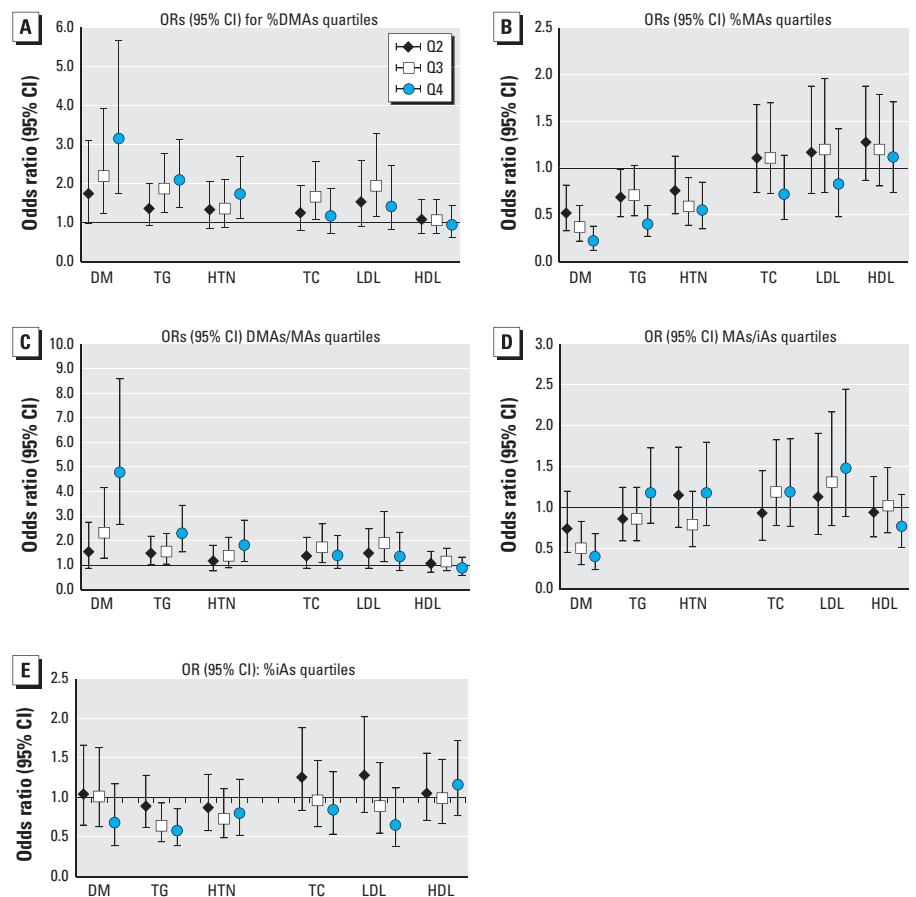 A
ORs (95% CI) for %DMAs quartiles
Odds ratio (95% CI)
6.0
5.0
4.0
3.0
2.0
1.0
0.0
Q2
Q3
Q4
DM TG HTN TC LDL HDL
B
ORs (95% CI) %MAs quartiles
Odds ratio (95% CI)
2.5
2.0
1.5
1.0
0.5
0.0
DM TG HTN TC LDL HDL
C
ORs (95% CI) DMAs/MAs quartiles
Odds ratio (95% CI)
10.0
9.0
8.0
7.0
6.0
5.0
4.0
3.0
2.0
1.0
0.0
DM TG HTN TC LDL HDL
D
OR (95% CI) MAs/iAs quartiles
Odds ratio (95% CI)
3.0
2.5
2.0
1.5
1.0
0.5
0.0
DM TG HTN TC LDL HDL
E
OR (95% CI): %iAs quartiles
Odds ratio (95% CI)
2.5
2.0
1.5
1.0
0.5
0.0
DM TG HTN TC LDL HDL